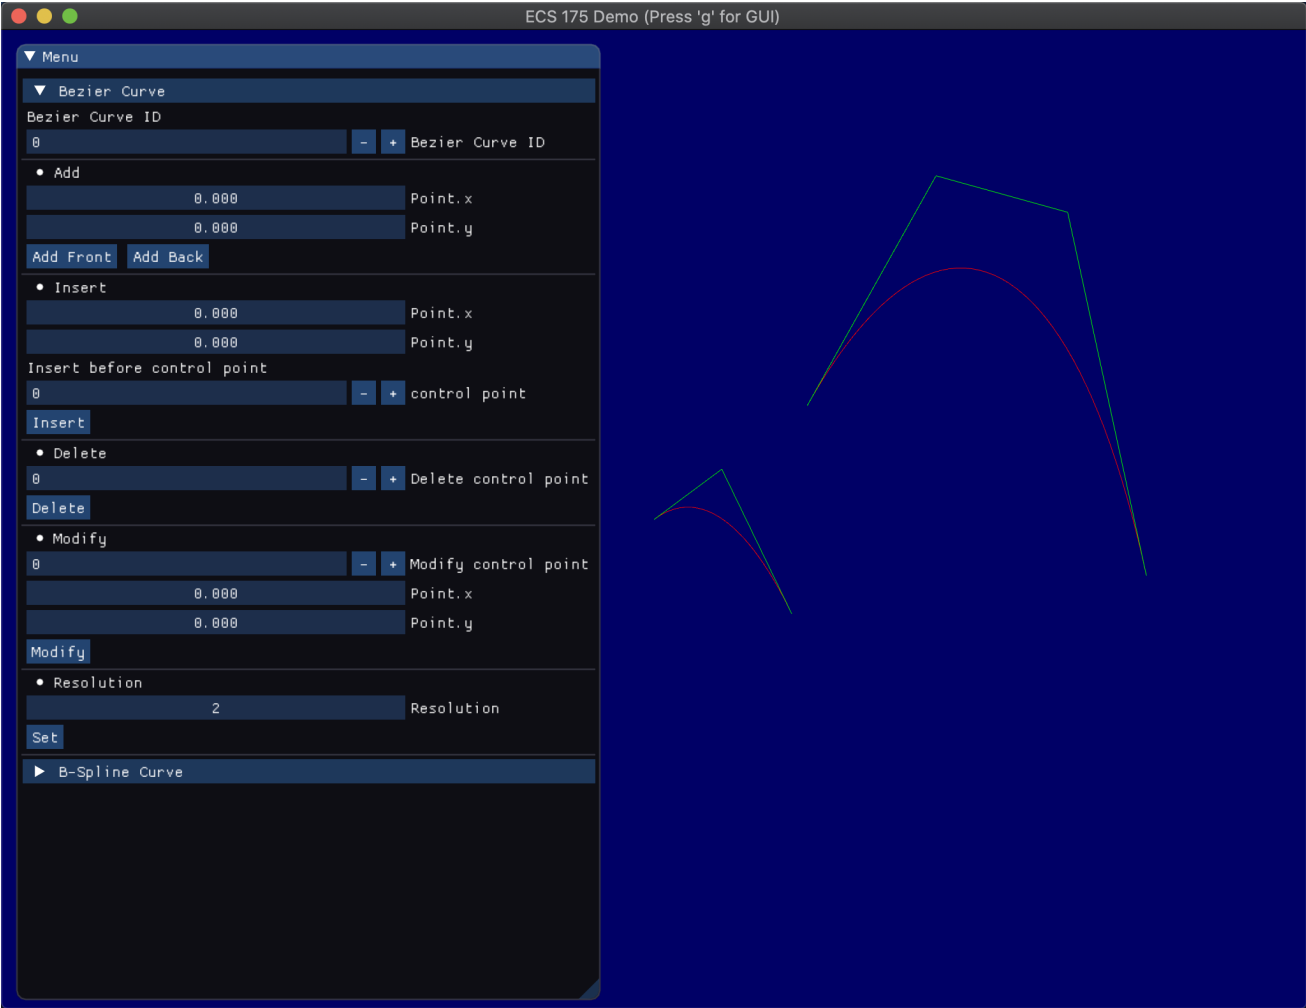 ECS 175 Demo (Press 'g' for GUI)
Menu
Bezier Curve
Bezier Curve ID
0 - + Bezier Curve ID
Add
0.000 Point.x
0.000 Point.y
Add Front Add Back
Insert
0.000 Point.x
0.000 Point.y
Insert before control point
0 - + control point
Insert
Delete
0 - + Delete control point
Delete
Modify
0 - + Modify control point
0.000 Point.x
0.000 Point.y
Modify
Resolution
2 Resolution
Set
B-Spline Curve